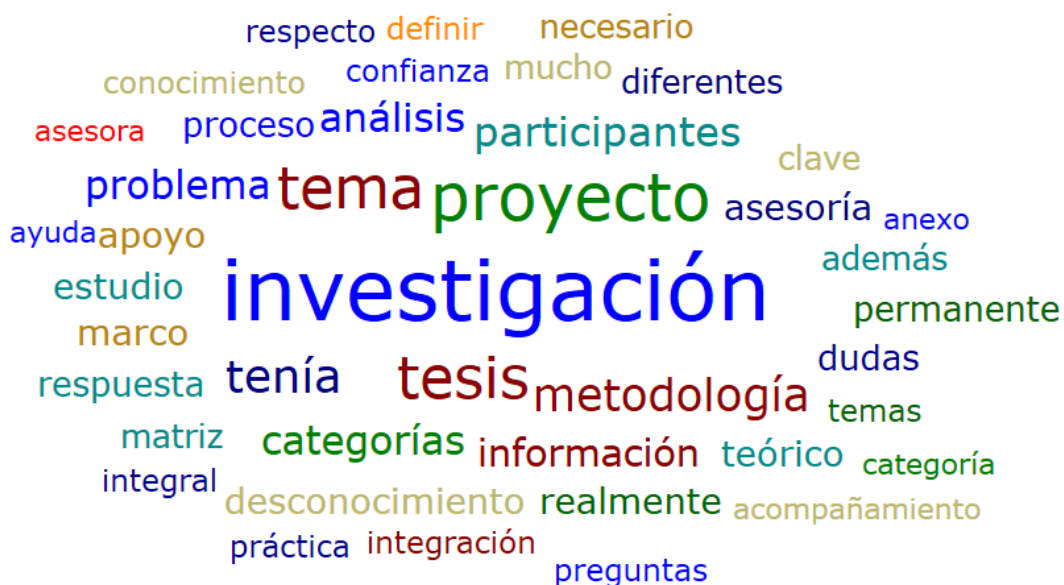 respecto definir necesario
conocimiento confianza mucho diferentes
asesora proceso análisis participantes
clave
problema tema proyecto asesoría anexo
ayuda apoyo
además
estudio investigación
permanente
marco
dudas
respuesta tenía tesis metodología
temas
matriz categorías información teórico categoría
integral
desconocimiento realmente acompañamiento
práctica integración
preguntas